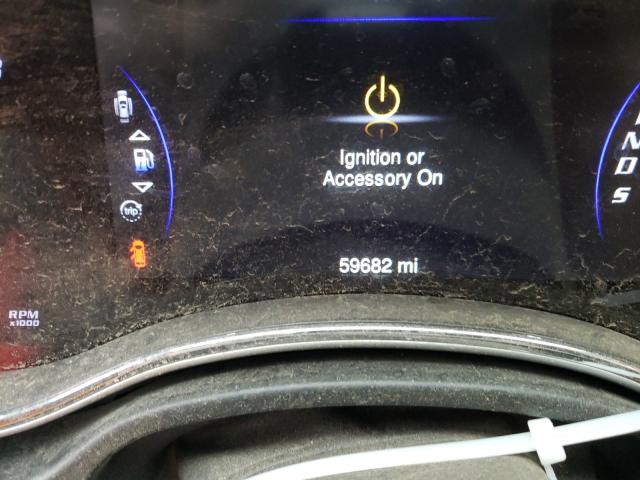 Ignition or
Accessory On
trip
N
D
S
59682 mi
RPM
x1000